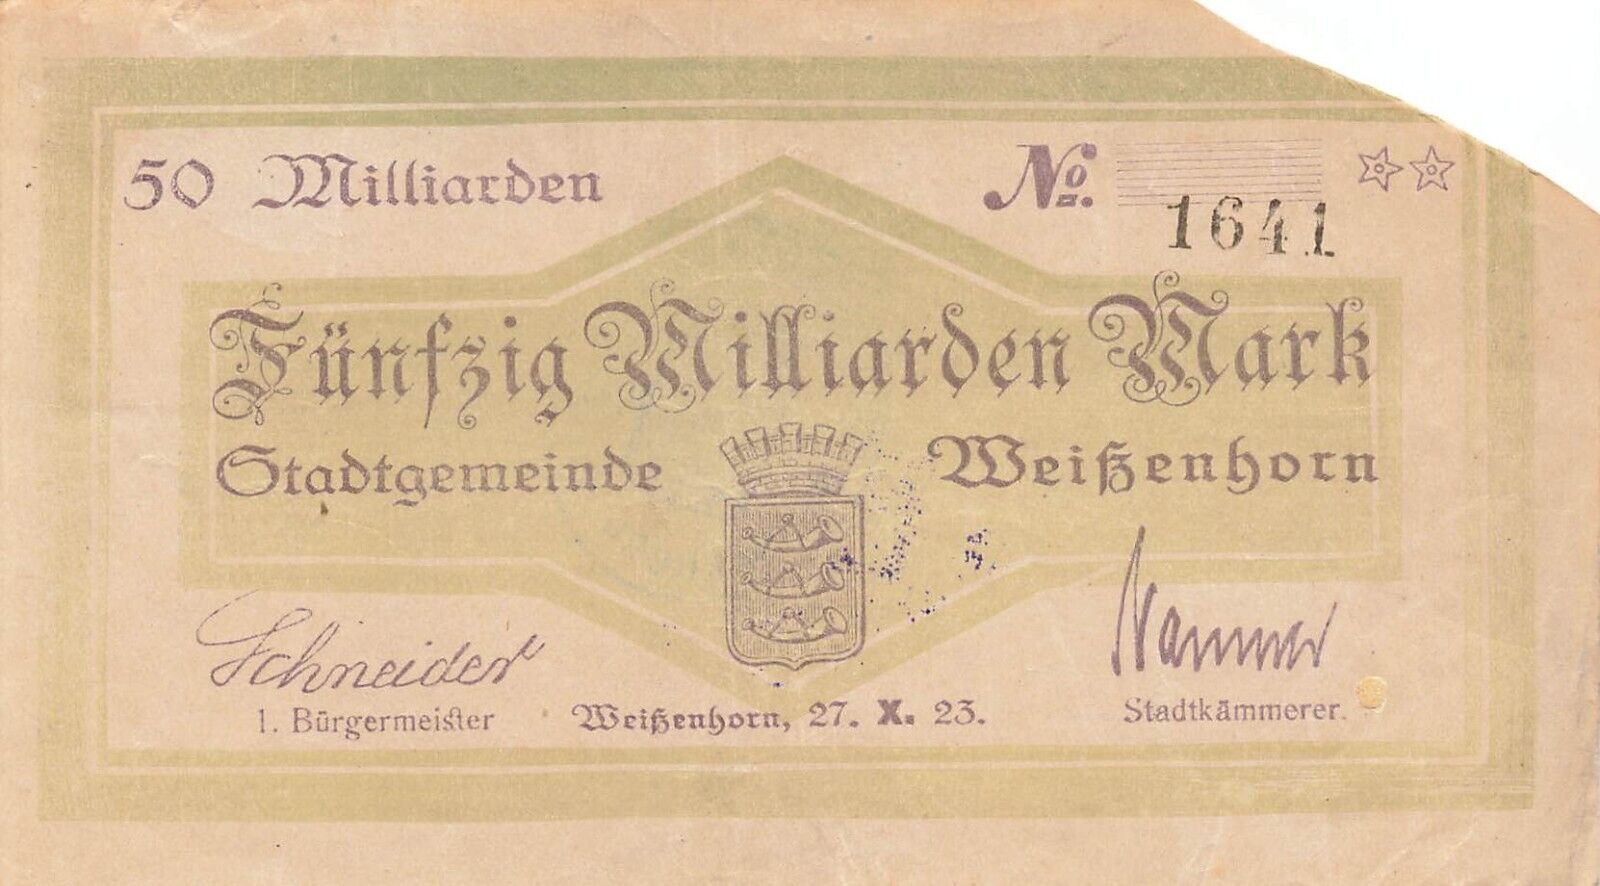 50 Milliarden
No. 1641
Fünfzig Milliarden Mark
Stadtgemeinde Weißenhorn
Schneider
1. Bürgermeister
Weißenhorn, 27. X. 23.
Stadtkämmerer.